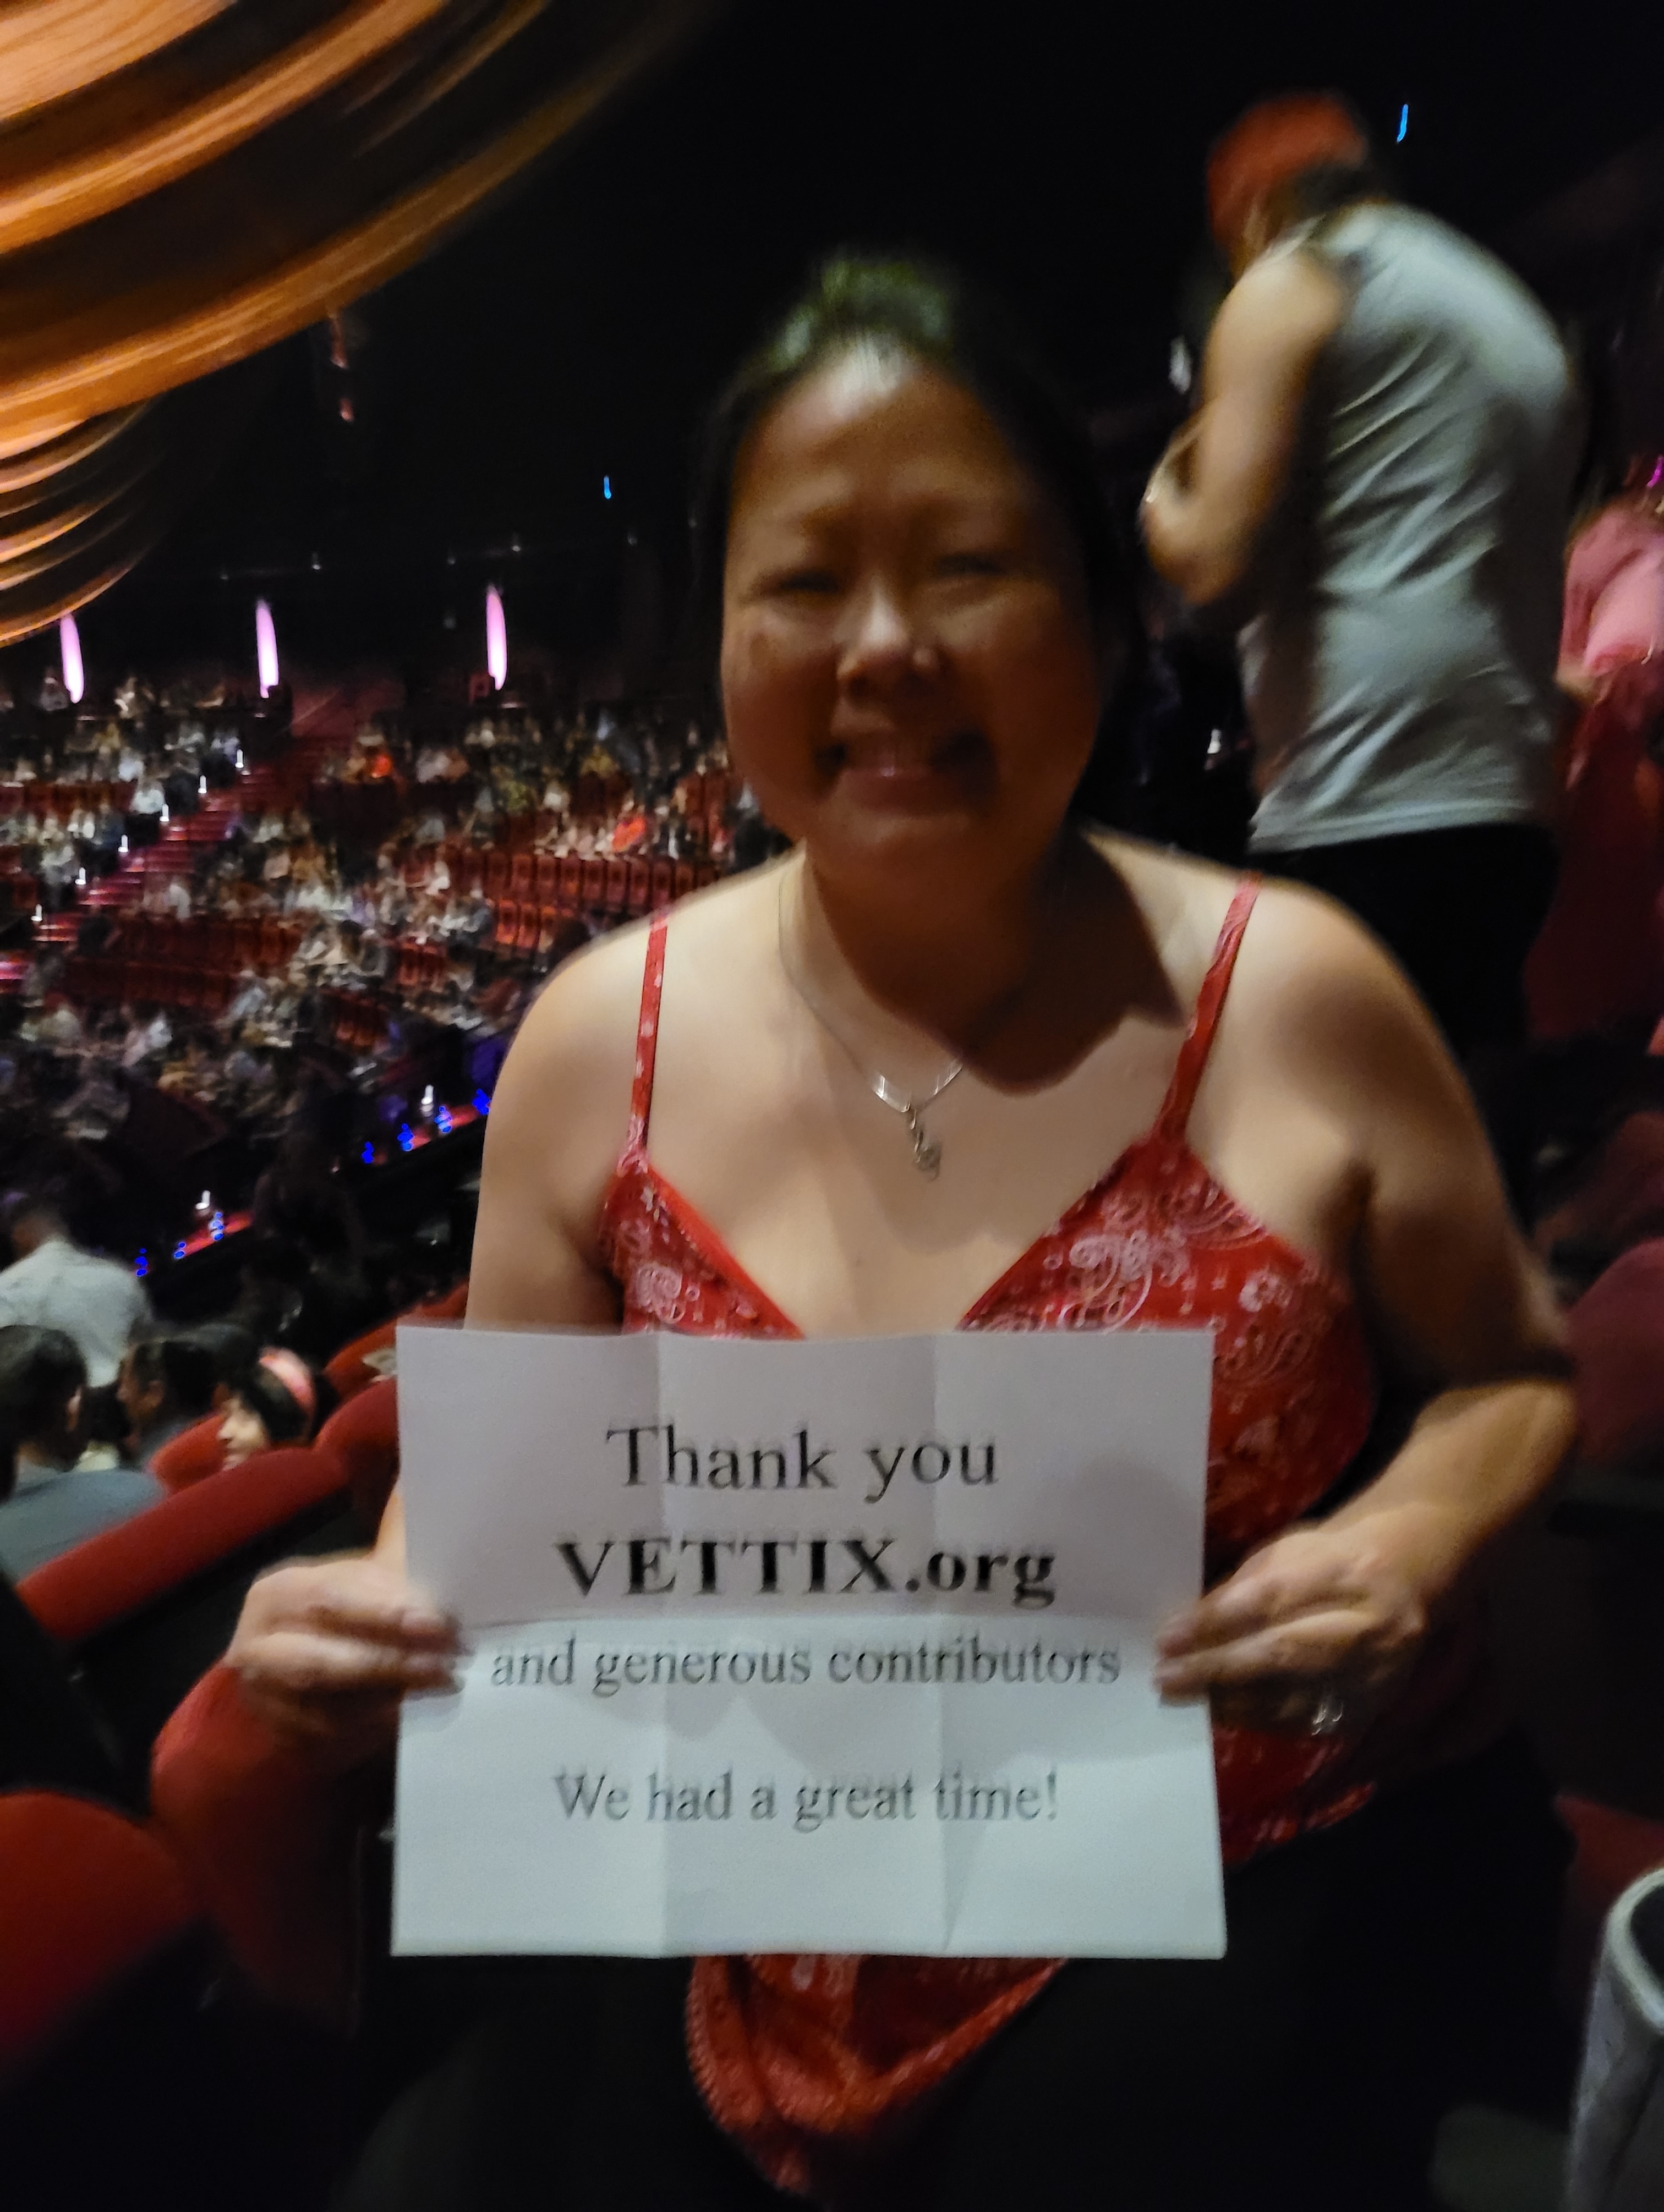 Thank you
VETTIX.org
and generous contributors
We had a great time!